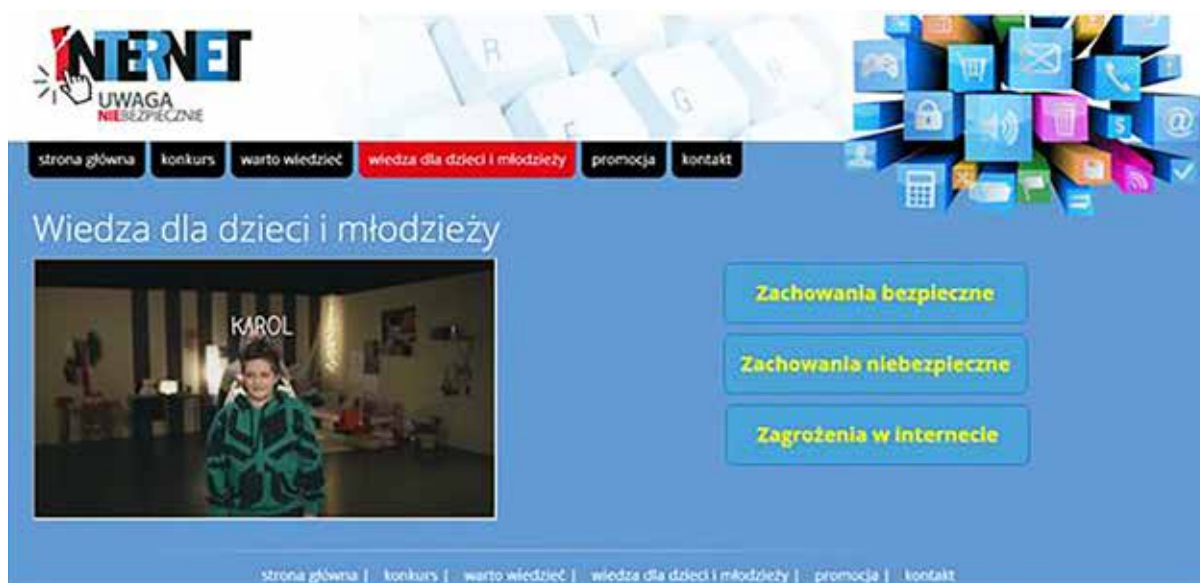 INTERNET
UWAGA
NIEBEZPIECZNIE
R
G
F
$
@
strona główna konkurs warto wiedzieć wiedza dla dzieci i młodzieży promocja kontakt
Wiedza dla dzieci i młodzieży
KAROL
Zachowania bezpieczne
Zachowania niebezpieczne
Zagrożenia w internecie
strona główna | konkurs | warto wiedzieć | wiedza dla dzieci i młodzieży | promocja | kontakt